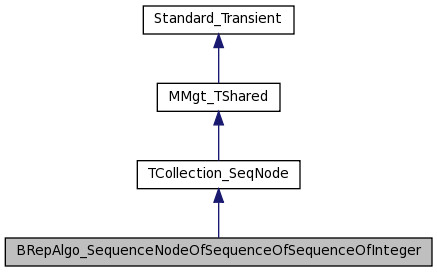 Standard_Transient
MMgt_TShared
TCollection_SeqNode
BRepAlgo_SequenceNodeOfSequenceOfSequenceOfInteger